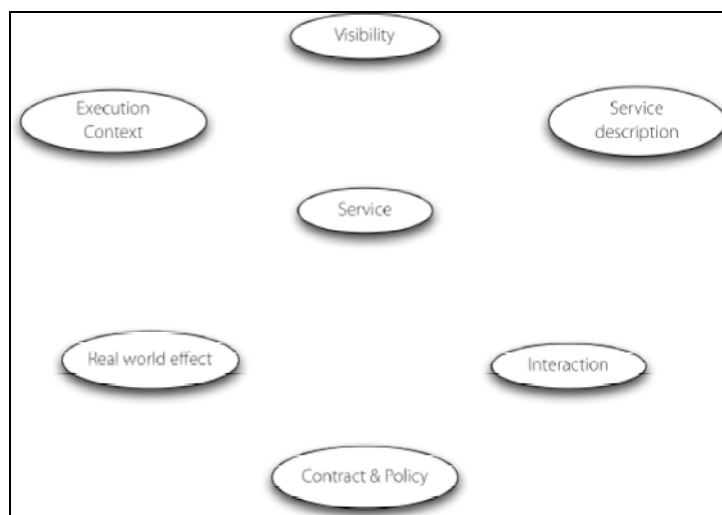 Visibility
Execution
Context
Service
description
Service
Real world effect
Interaction
Contract & Policy